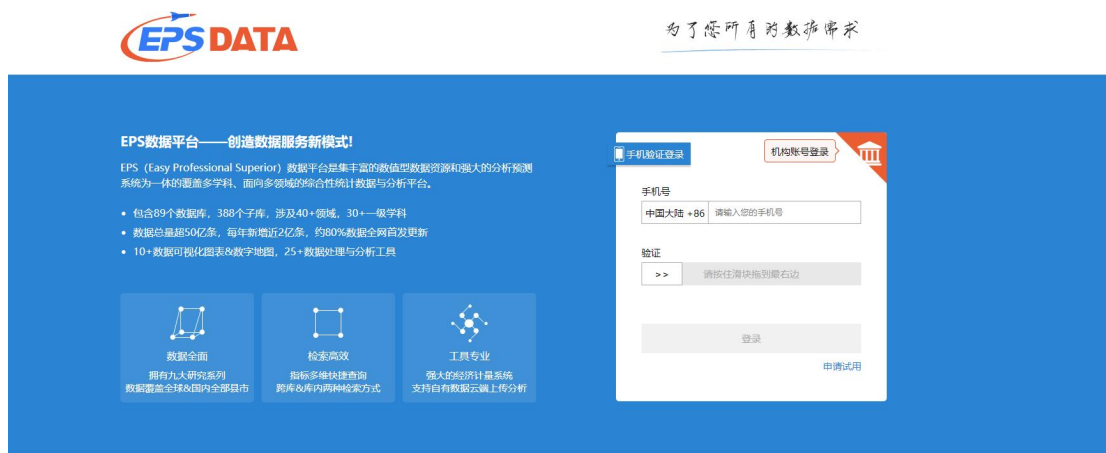 EPS DATA
为了您所有的数据需求
EPS数据平台——创造数据服务新模式!
EPS（Easy Professional Superior）数据平台是集丰富的数值型数据资源和强大的分析预测
系统为一体的覆盖多学科、面向多领域的综合性统计数据与分析平台。
• 包含89个数据库，388个子库，涉及40+领域，30+一级学科
• 数据总量超50亿条，每年新增近2亿条，约80%数据全网首发更新
• 10+数据可视化图表&数字地图，25+数据处理与分析工具
数据全面
拥有九大研究系列
数据覆盖全球&国内全部县市
检索高效
指标多维快捷查询
跨库&库内两种检索方式
工具专业
强大的经济计量系统
支持自有数据云端上传分析
手机验证登录
机构账号登录
手机号
中国大陆 +86 请输入您的手机号
验证
>> 请按住滑块拖到最右边
登录
申请试用